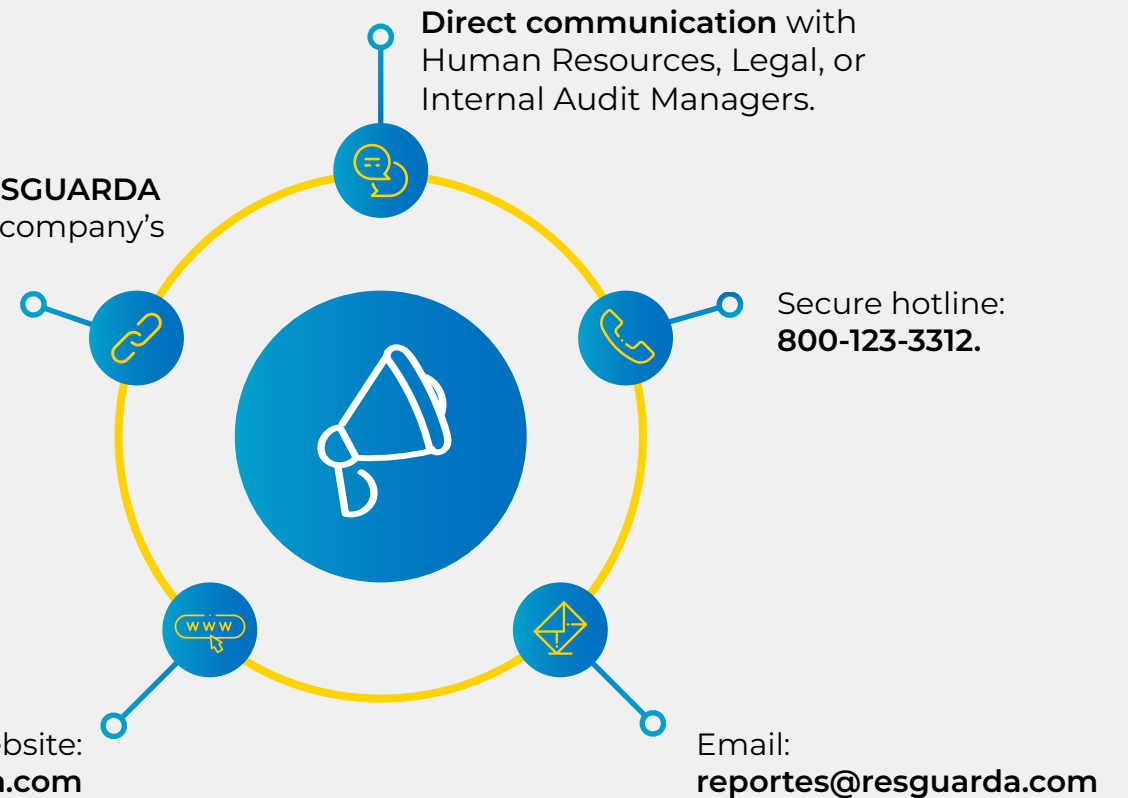 Direct communication with
Human Resources, Legal, or
Internal Audit Managers.
SGUARDA
company's
Secure hotline:
800-123-3312.
www
bsite:
.com
Email:
reportes@resguarda.com